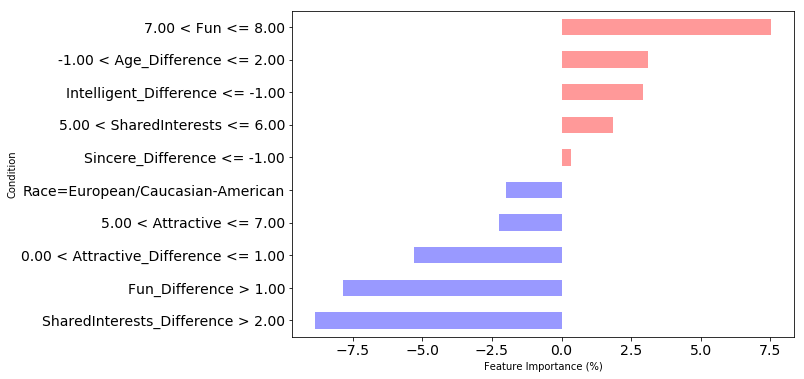 7.00 < Fun <= 8.00
-1.00 < Age_Difference <= 2.00
Intelligent_Difference <= -1.00
5.00 < SharedInterests <= 6.00
Sincere_Difference <= -1.00
Race=European/Caucasian-American
5.00 < Attractive <= 7.00
0.00 < Attractive_Difference <= 1.00
Fun_Difference > 1.00
SharedInterests_Difference > 2.00
Condition
−7.5 −5.0 −2.5 0.0 2.5 5.0 7.5
Feature Importance (%)